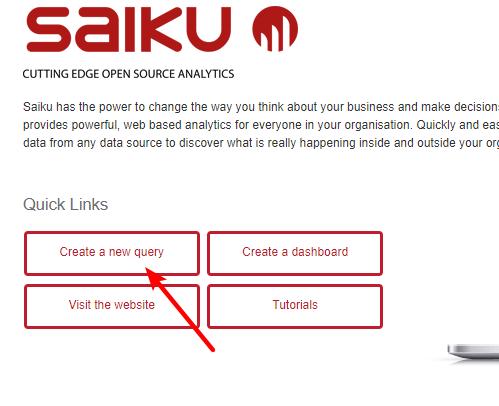 saiku
CUTTING EDGE OPEN SOURCE ANALYTICS
Saiku has the power to change the way you think about your business and make decisions
provides powerful, web based analytics for everyone in your organisation. Quickly and eas
data from any data source to discover what is really happening inside and outside your org
Quick Links
Create a new query
Create a dashboard
Visit the website
Tutorials